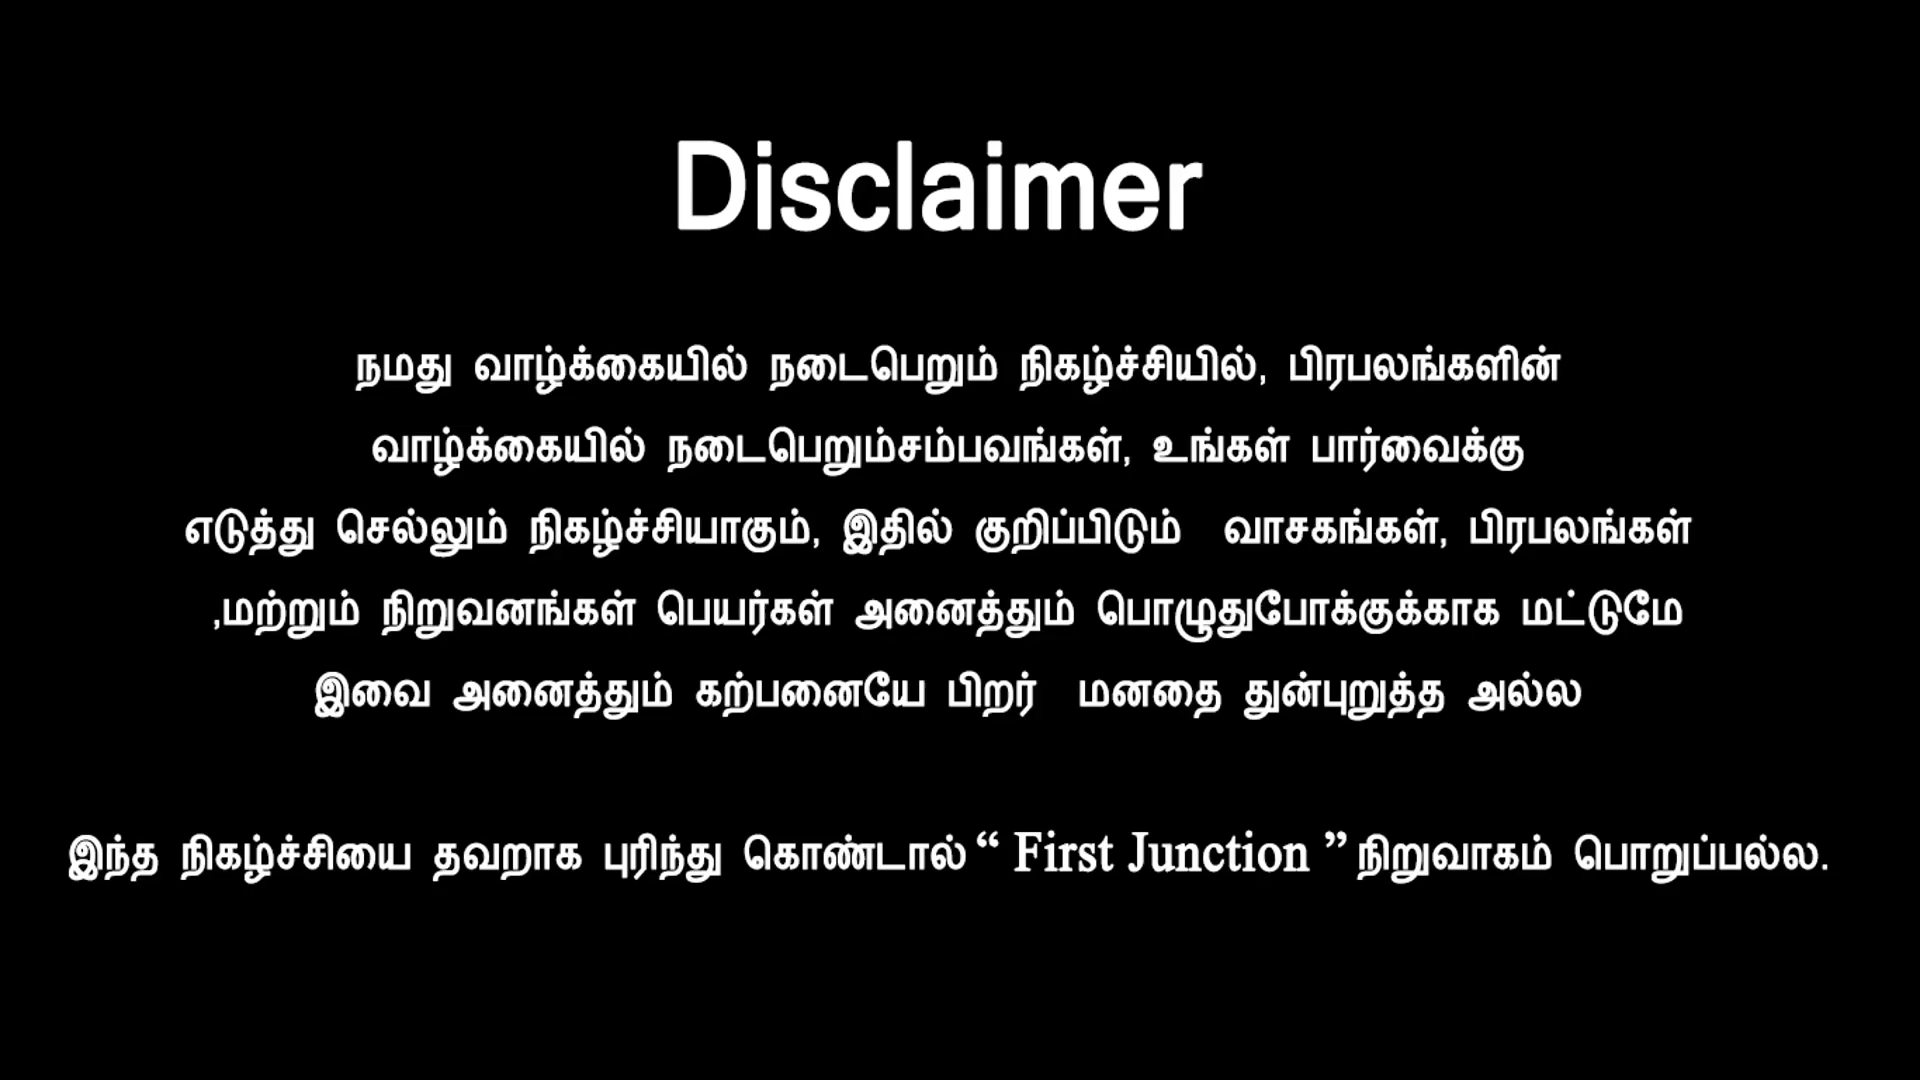 Disclaimer
நமது வாழ்க்கையில் நடைபெறும் நிகழ்ச்சியில், பிரபலங்களின்
வாழ்க்கையில் நடைபெறும்சம்பவங்கள், உங்கள் பார்வைக்கு
எடுத்து செல்லும் நிகழ்ச்சியாகும், இதில் குறிப்பிடும் வாசகங்கள், பிரபலங்கள்
,மற்றும் நிறுவனங்கள் பெயர்கள் அனைத்தும் பொழுதுபோக்குக்காக மட்டுமே
இவை அனைத்தும் கற்பனையே பிறர் மனதை துன்புறுத்த அல்ல
இந்த நிகழ்ச்சியை தவறாக புரிந்து கொண்டால் “ First Junction ” நிறுவாகம் பொறுப்பல்ல.